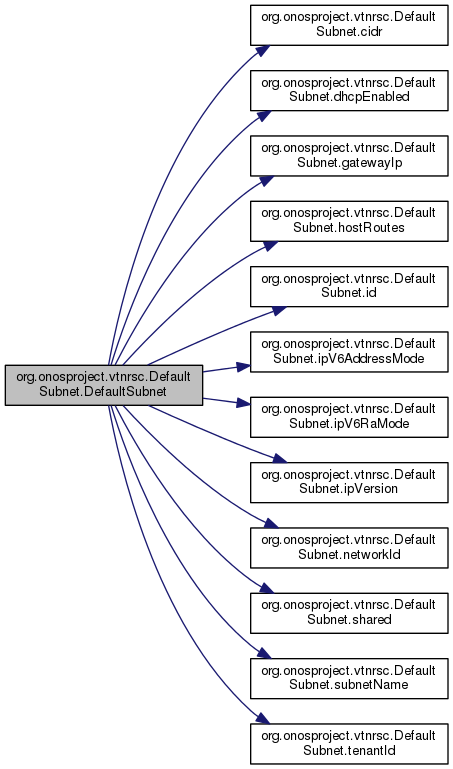 org.onosproject.vtnrsc.Default
Subnet.cidr
org.onosproject.vtnrsc.Default
Subnet.dhcpEnabled
org.onosproject.vtnrsc.Default
Subnet.gatewayIp
org.onosproject.vtnrsc.Default
Subnet.hostRoutes
org.onosproject.vtnrsc.Default
Subnet.id
org.onosproject.vtnrsc.Default
Subnet.ipV6AddressMode
org.onosproject.vtnrsc.Default
Subnet.DefaultSubnet
org.onosproject.vtnrsc.Default
Subnet.ipV6RaMode
org.onosproject.vtnrsc.Default
Subnet.ipVersion
org.onosproject.vtnrsc.Default
Subnet.networkId
org.onosproject.vtnrsc.Default
Subnet.shared
org.onosproject.vtnrsc.Default
Subnet.subnetName
org.onosproject.vtnrsc.Default
Subnet.tenantId